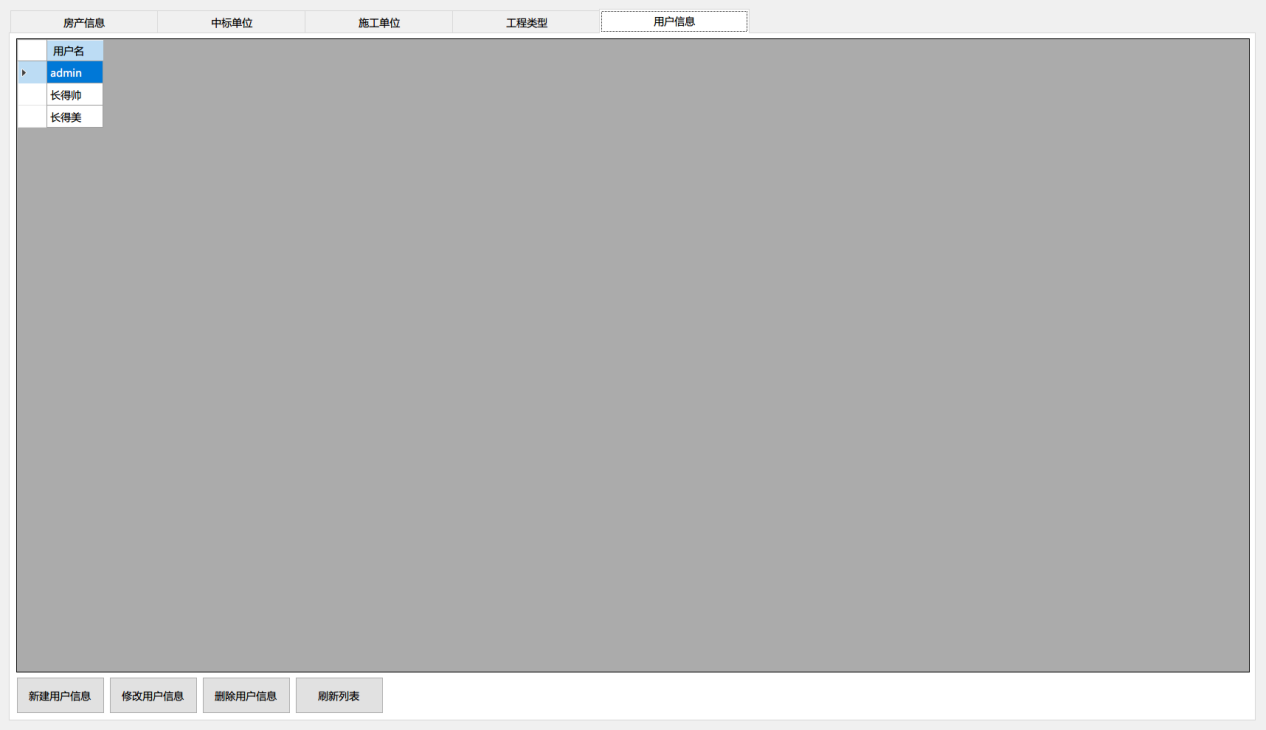 房产信息 中标单位 施工单位 工程类型 用户信息
用户名
admin
长得帅
长得美
新建用户信息 修改用户信息 删除用户信息 刷新列表